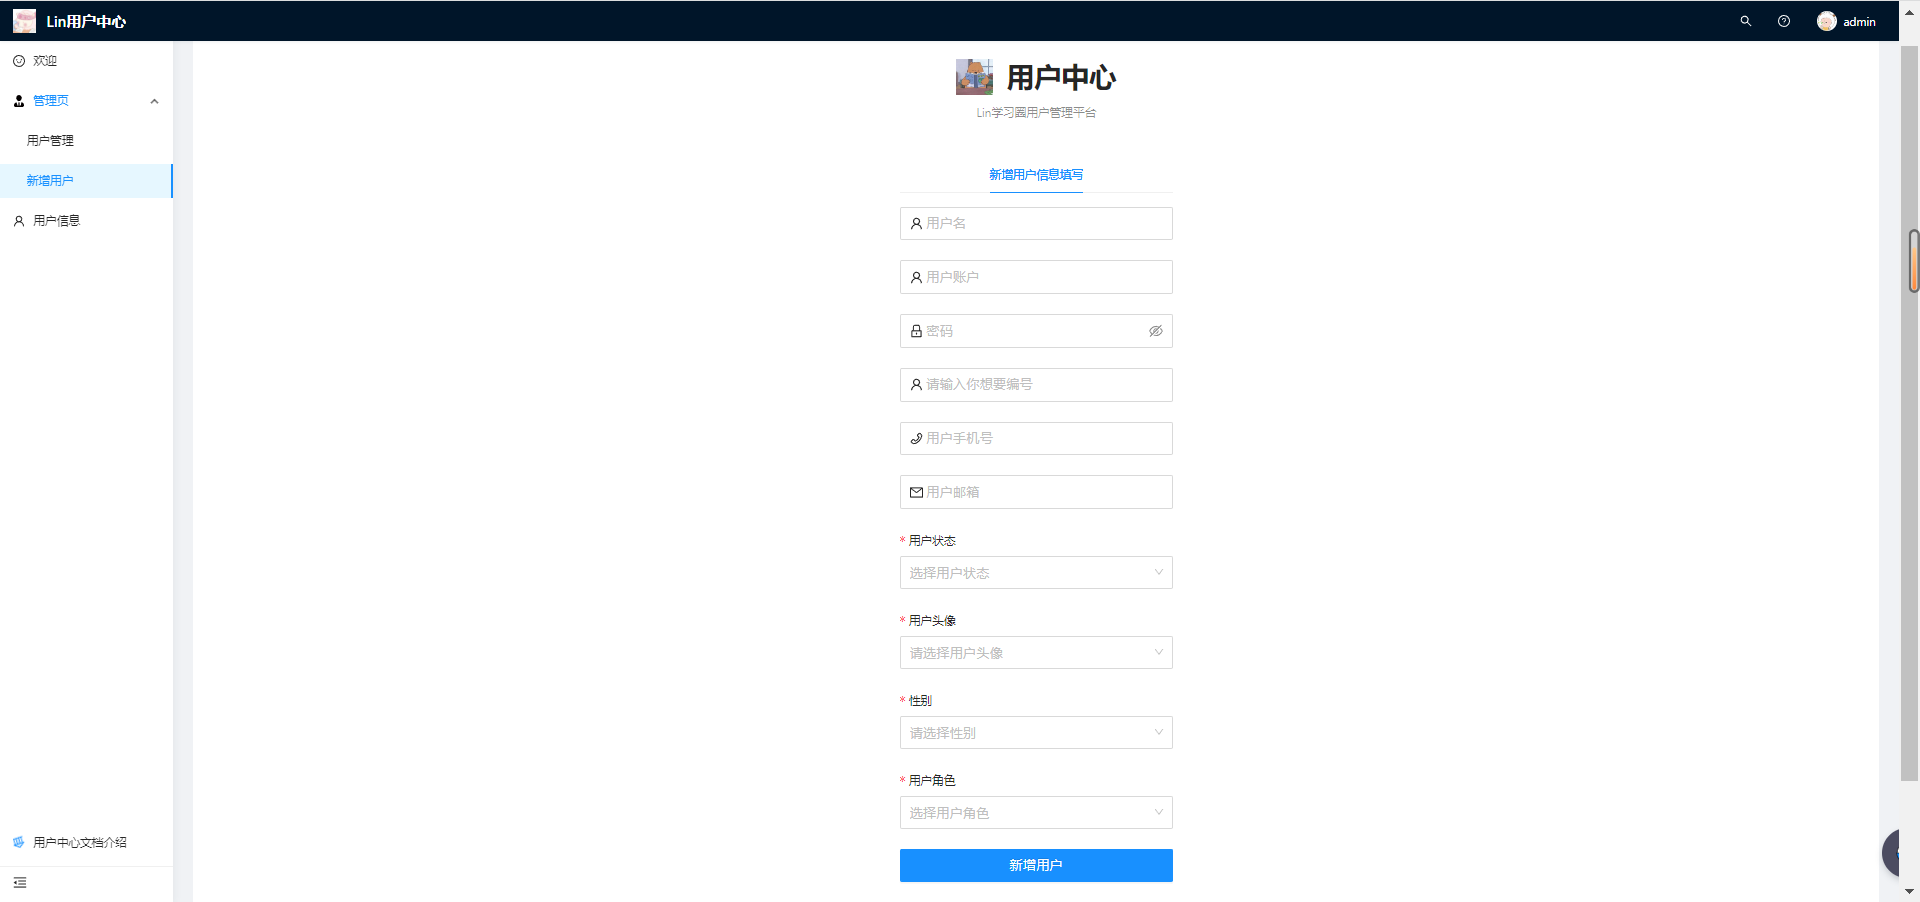 Lin用户中心
admin
欢迎
管理页
用户管理
新增用户
用户信息
用户中心文档介绍
用户中心
Lin学习圈用户管理平台
新增用户信息填写
用户名
用户账户
密码
请输入你想要编号
用户手机号
用户邮箱
* 用户状态
选择用户状态
* 用户头像
请选择用户头像
* 性别
请选择性别
* 用户角色
选择用户角色
新增用户